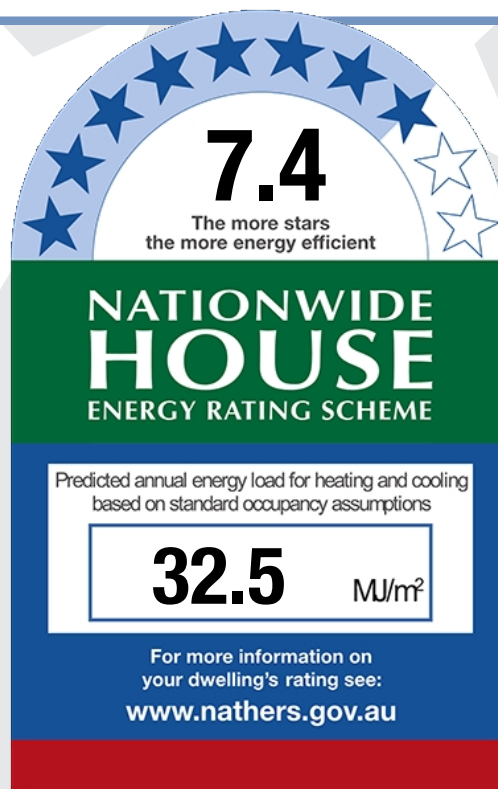 7.4
The more stars
the more energy efficient
NATIONWIDE
HOUSE
ENERGY RATING SCHEME
Predicted annual energy load for heating and cooling
based on standard occupancy assumptions
32.5 MJ/m²
For more information on
your dwelling's rating see:
www.nathers.gov.au